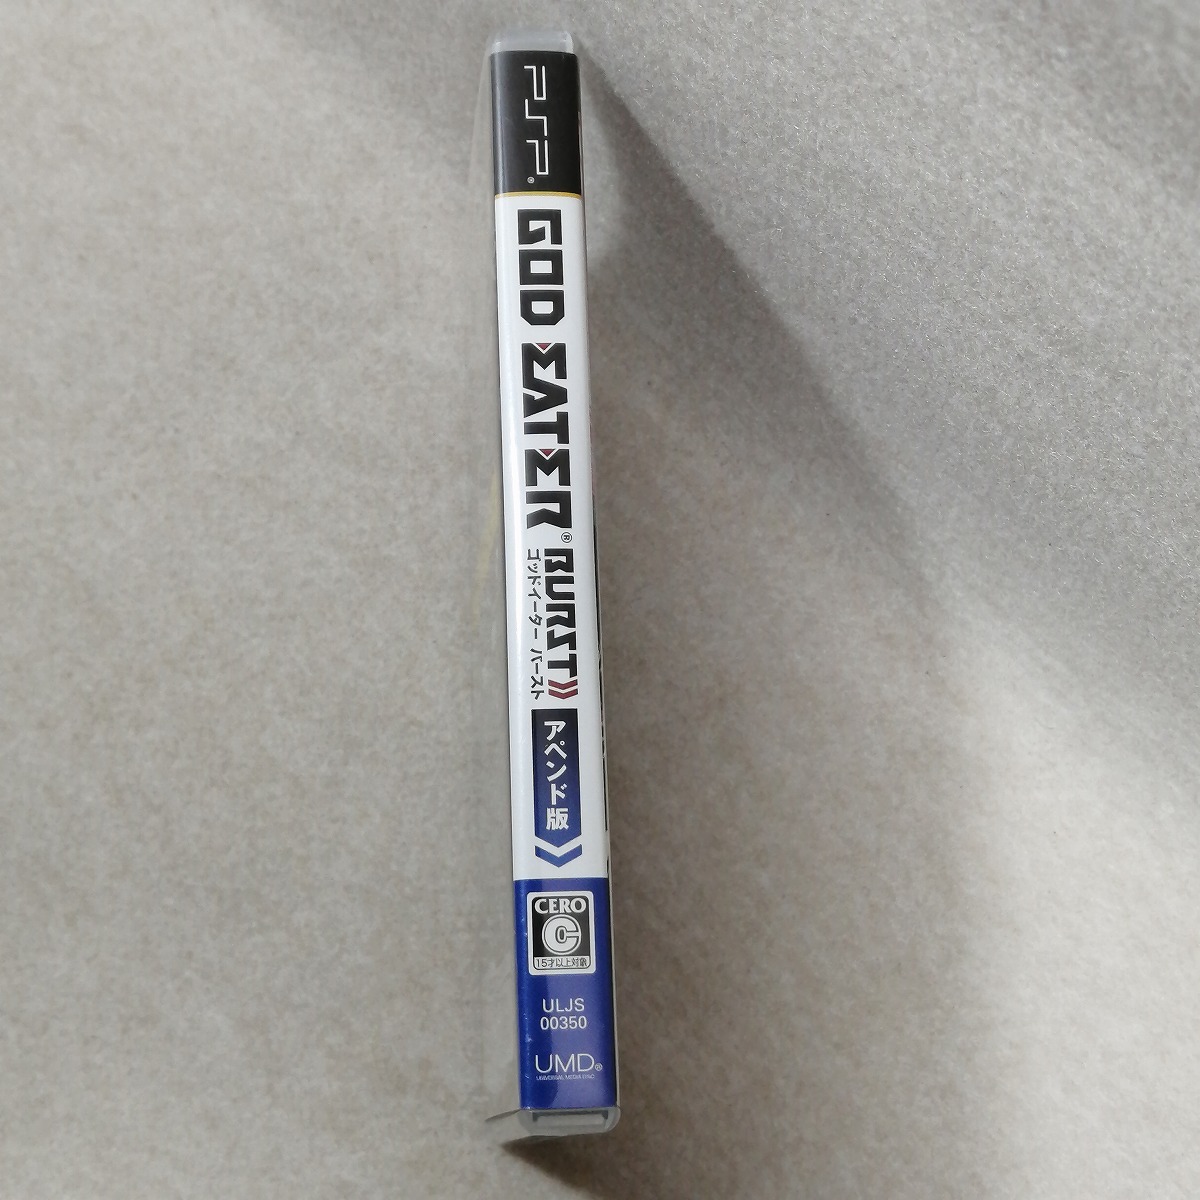 PSP®
GOD EATER®
BURST
ゴッドイーター バースト
アペンド版
CERO
C
15才以上対象
ULJS
00350
UMD®
UNIVERSAL MEDIA DISC